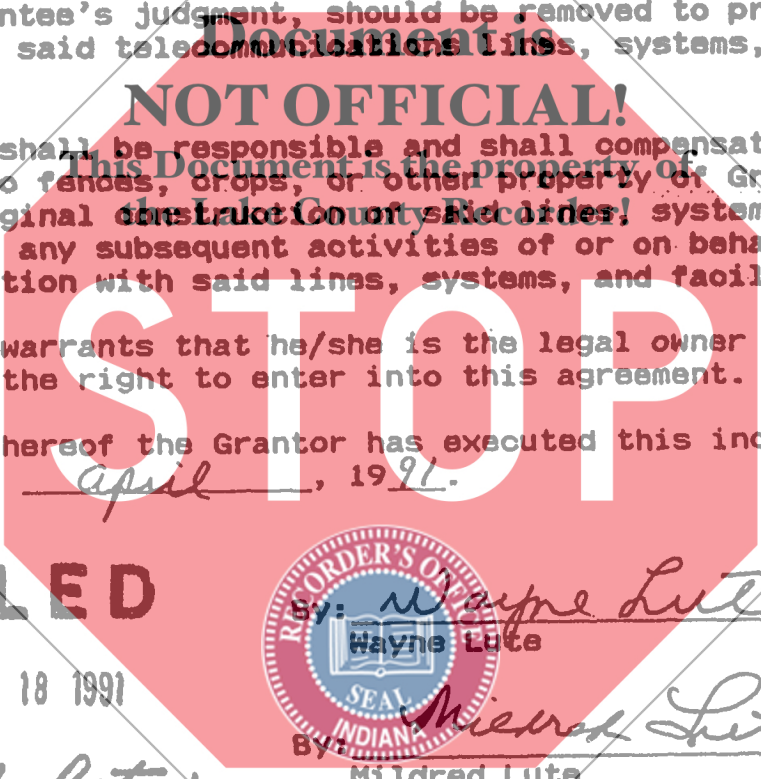 ntee's judgment, should be removed to pr
Document is
said telecommunications lines, systems,
NOT OFFICIAL!
shall be responsible and shall compensat
This Document is the property of
o fences, crops, or other property of Gr
the Lake County Recorder!
ginal construction of said lines, system
any subsequent activities of or on beha
tion with said lines, systems, and facil
STOP
warrants that he/she is the legal owner
the right to enter into this agreement.
hereof the Grantor has executed this ind
april, 1991.
LED
RECORDER'S OFFICE
SEAL
INDIANA
By: Wayne Lute
Wayne Lute
18 1991
By: Mildred Lut
Mildred Lute